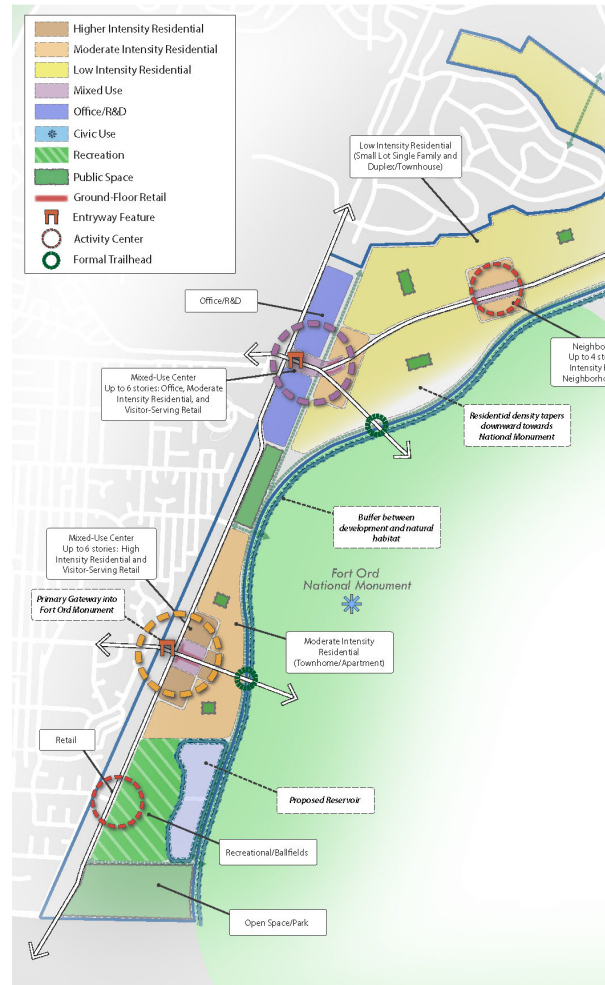 Higher Intensity Residential
Moderate Intensity Residential
Low Intensity Residential
Mixed Use
Office/R&D
Civic Use
Recreation
Public Space
Ground-Floor Retail
Entryway Feature
Activity Center
Formal Trailhead
Low Intensity Residential
(Small Lot Single Family and
Duplex/Townhouse)
Office/R&D
Neighbo
Up to 4 sto
Intensity R
Neighborho
Mixed-Use Center
Up to 6 stories: Office, Moderate
Intensity Residential, and
Visitor-Serving Retail
Residential density tapers
downward towards
National Monument
Buffer between
development and natural
habitat
Mixed-Use Center
Up to 6 stories: High
Intensity Residential and
Visitor-Serving Retail
Fort Ord
National Monument
Primary Gateway into
Fort Ord Monument
Moderate Intensity
Residential
(Townhome/Apartment)
Retail
Proposed Reservoir
Recreational/Ballfields
Open Space/Park